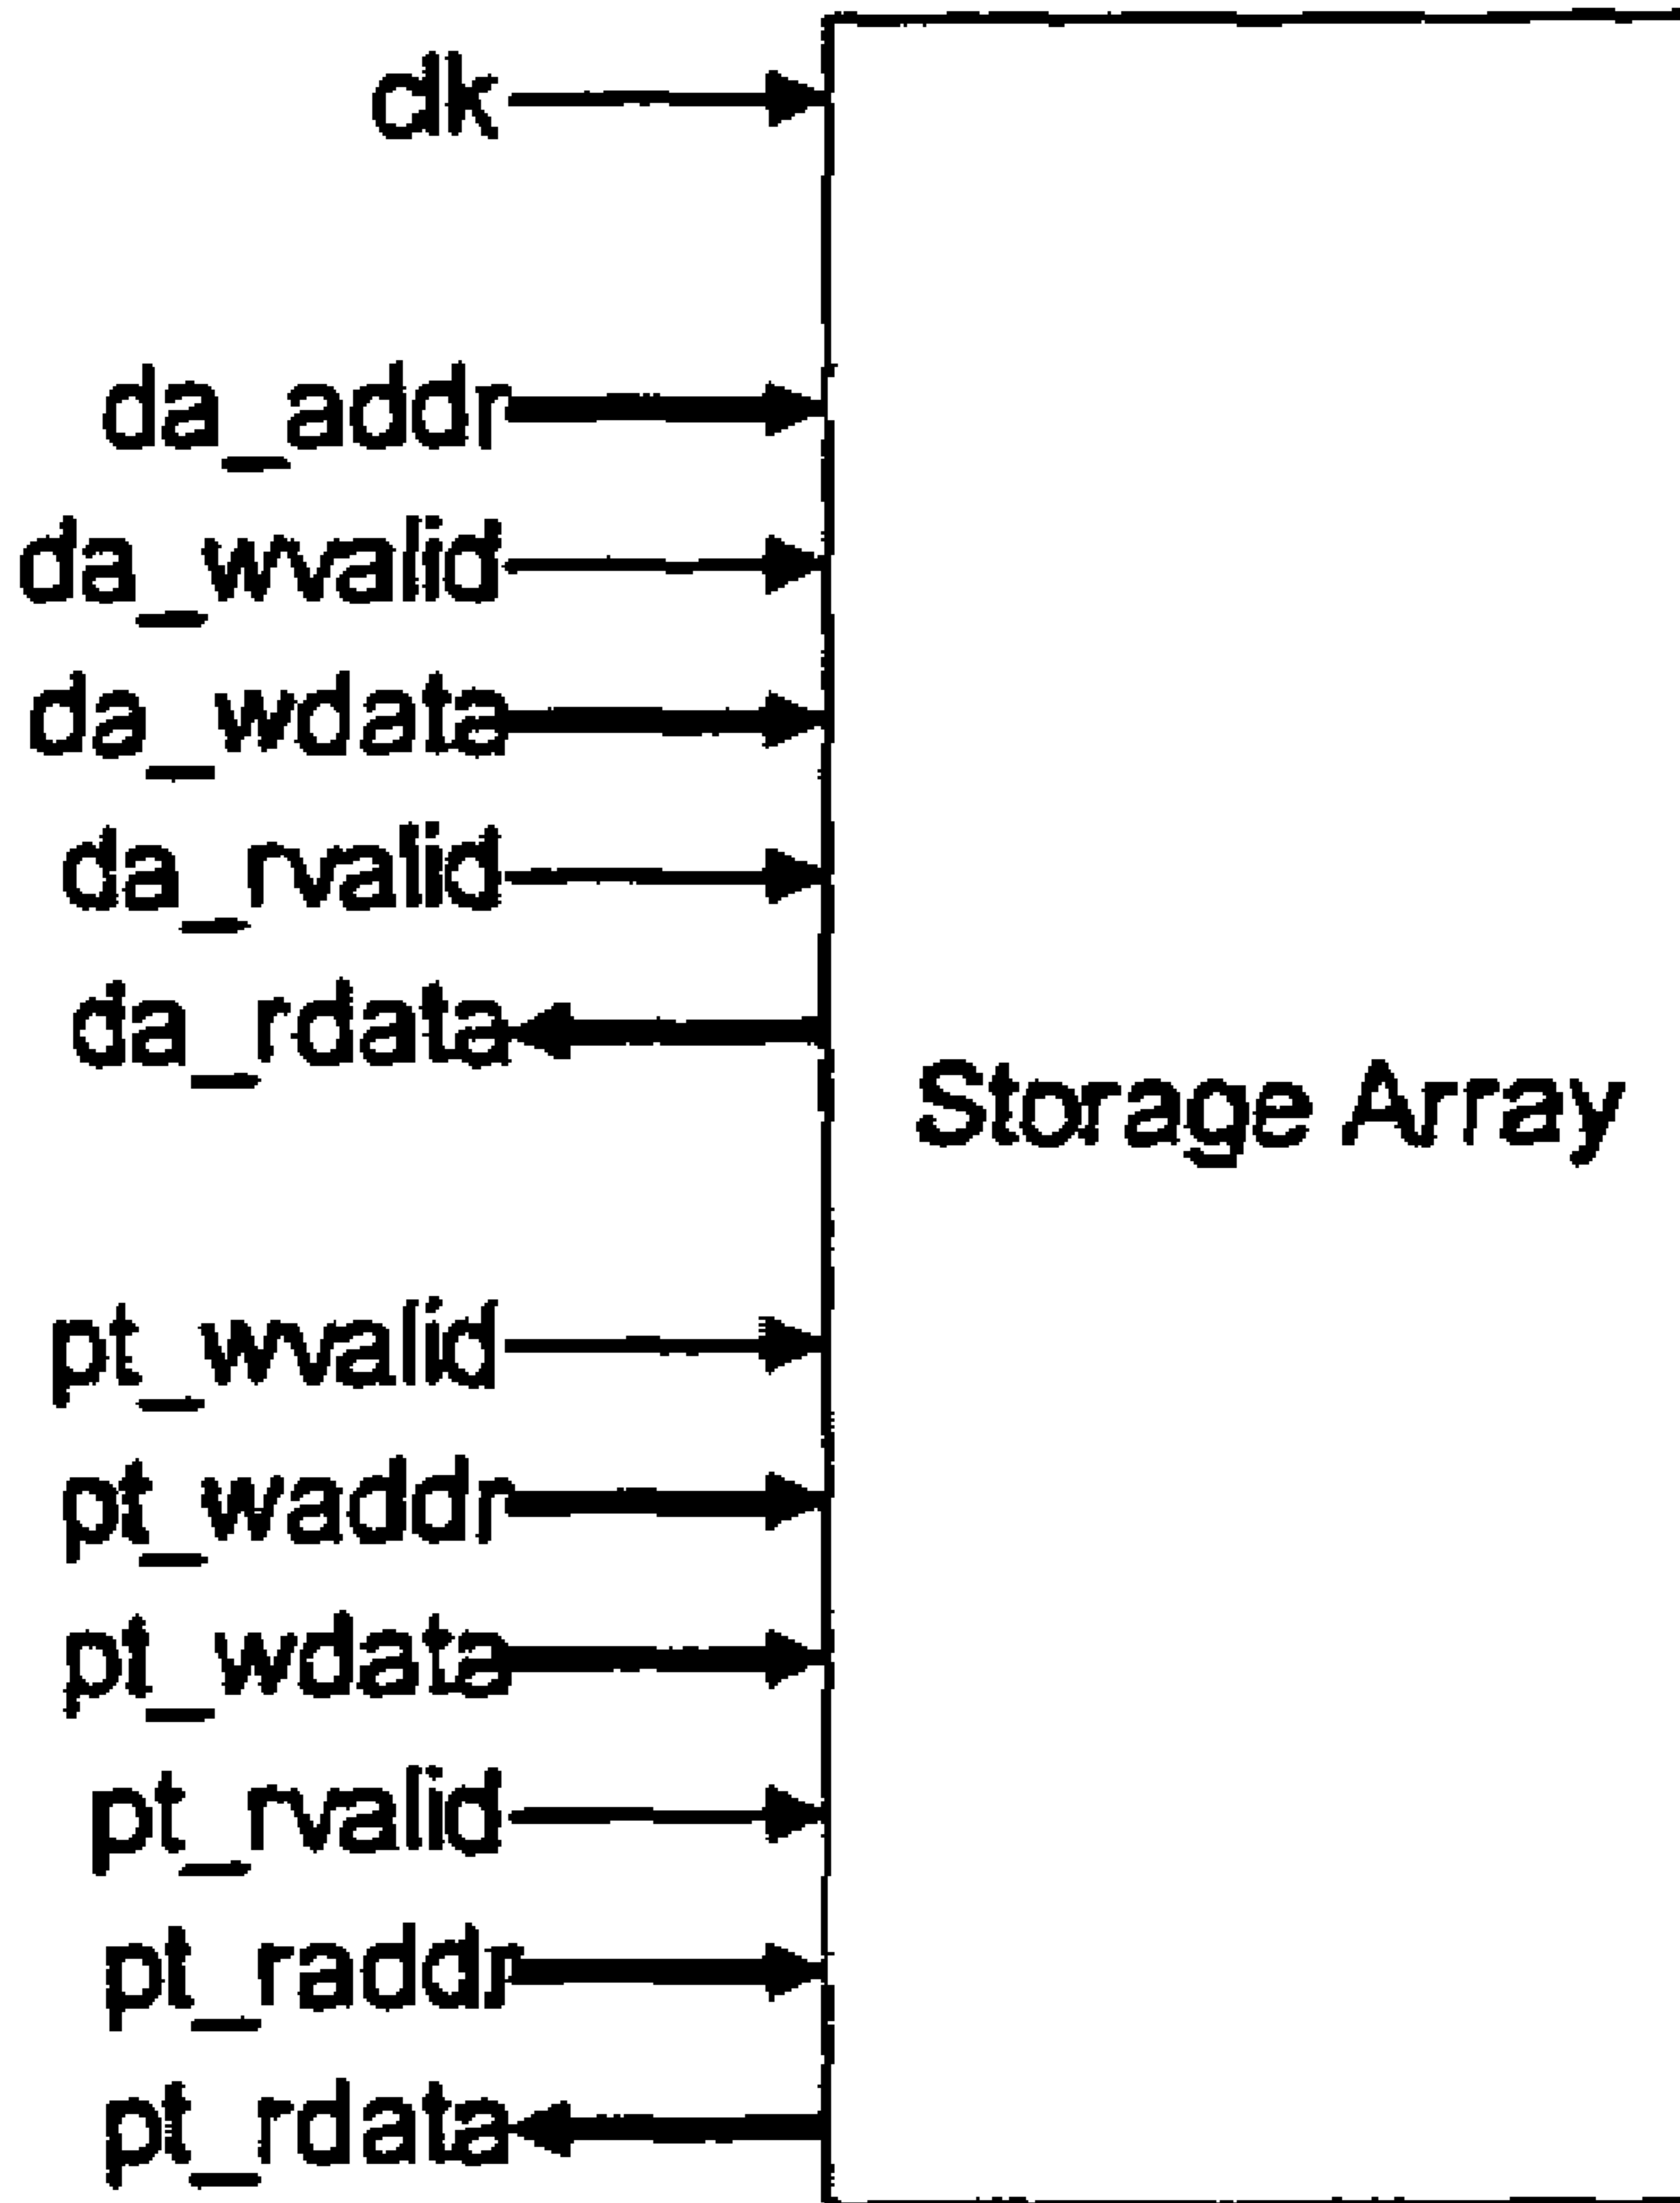 clk
da_addr
da_wvalid
da_wdata
da_rvalid
da_rdata
Storage Array
pt_wvalid
pt_waddr
pt_wdata
pt_rvalid
pt_raddr
pt_rdata